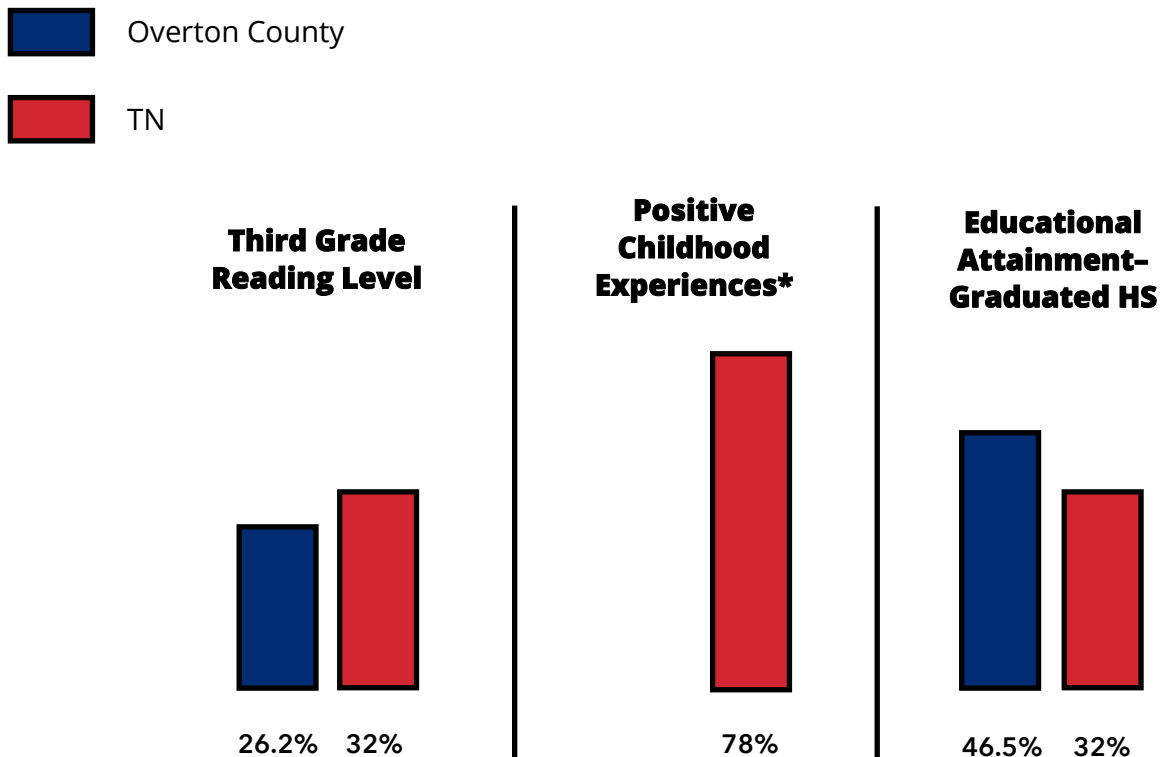 Overton County
TN
Third Grade
Reading Level
Positive
Childhood
Experiences*
Educational
Attainment–
Graduated HS
26.2% 32%
78%
46.5% 32%